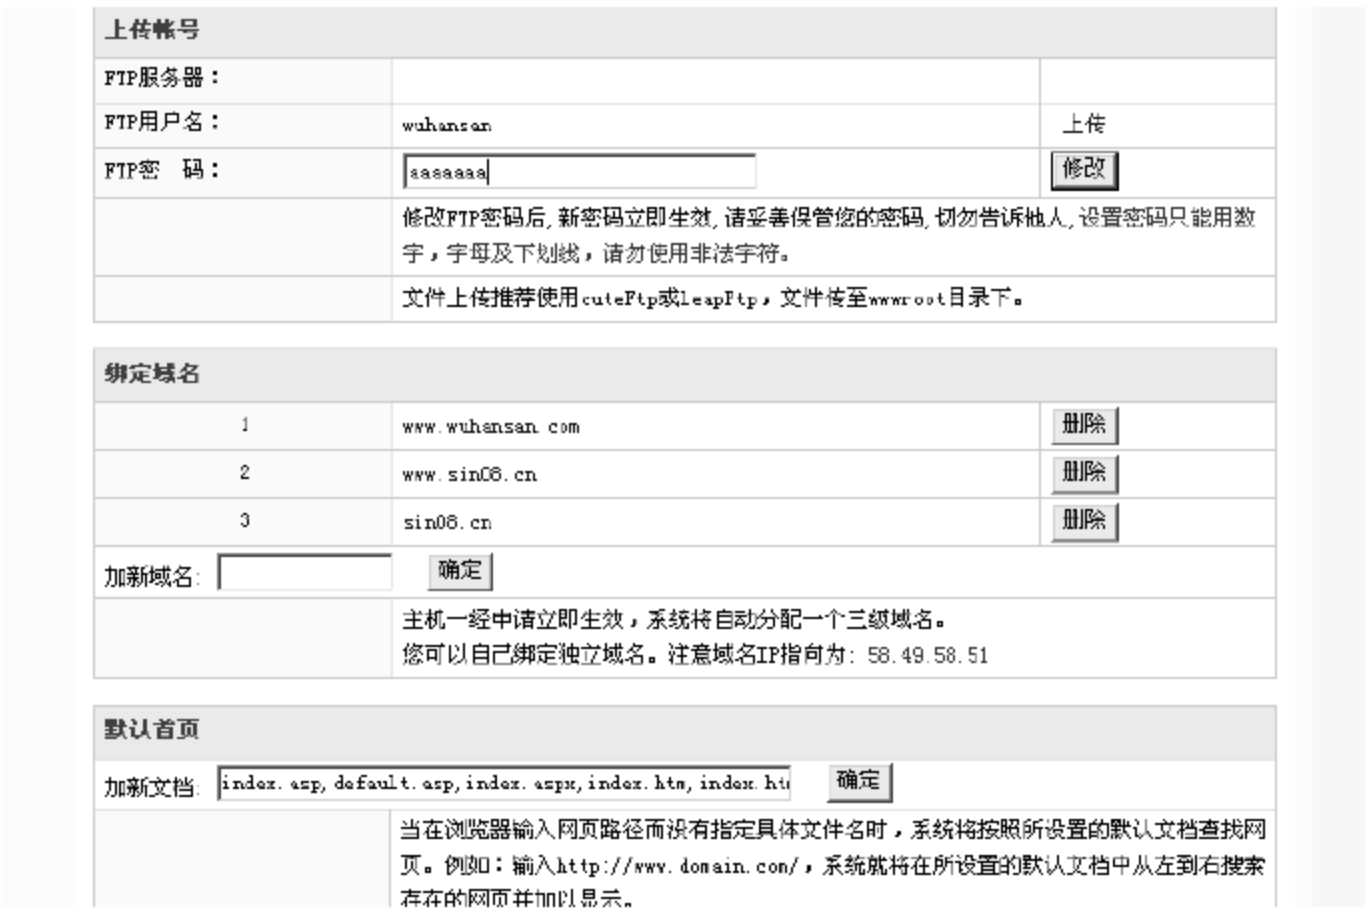 上传帐号
FTP服务器：
FTP用户名： wuhansan 上传
FTP密 码： aaaaaaa 修改
修改FTP密码后, 新密码立即生效, 请妥善保管您的密码, 切勿告诉他人, 设置密码只能用数
字，字母及下划线，请勿使用非法字符。
文件上传推荐使用cuteFtp或leapFtp，文件传至wwwroot目录下。
绑定域名
1 www.wuhansan.com 删除
2 www.sin08.cn 删除
3 sin08.cn 删除
加新域名: 确定
主机一经申请立即生效，系统将自动分配一个三级域名。
您可以自己绑定独立域名。注意域名IP指向为: 58.49.58.51
默认首页
加新文档: index.asp,default.asp,index.aspx,index.htm,index.htm 确定
当在浏览器输入网页路径而没有指定具体文件名时，系统将按照所设置的默认文档查找网
页。例如：输入http://www.domain.com/，系统就将在所设置的默认文档中从左到右搜索
存在的网页并加以显示。